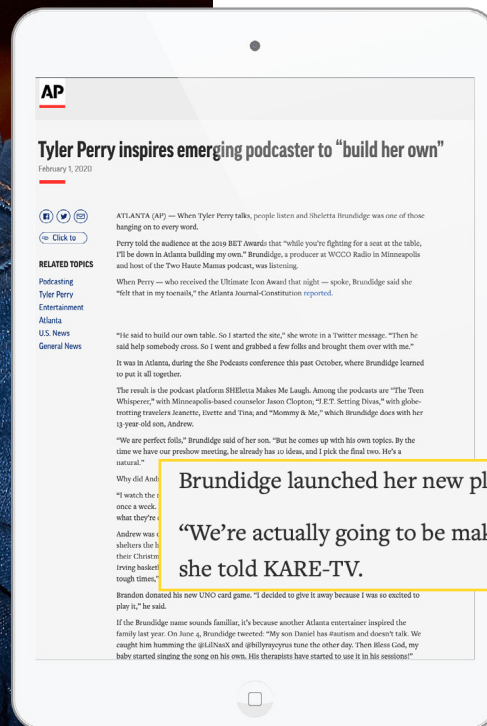 AP
Tyler Perry inspires emerging podcaster to “build her own”
February 1, 2020
Click to
RELATED TOPICS
Podcasting
Tyler Perry
Entertainment
Atlanta
U.S. News
General News
ATLANTA (AP) — When Tyler Perry talks, people listen and Sheletta Brundidge was one of those
hanging on to every word.
Perry told the audience at the 2019 BET Awards that “while you’re fighting for a seat at the table,
I’ll be down in Atlanta building my own.” Brundidge, a producer at WCCO Radio in Minneapolis
and host of the Two Haute Mamas podcast, was listening.
When Perry — who received the Ultimate Icon Award that night — spoke, Brundidge said she
“felt that in my toenails,” the Atlanta Journal-Constitution reported.
“He said to build our own table. So I started the site,” she wrote in a Twitter message. “Then he
said help somebody cross. So I went and grabbed a few folks and brought them over with me.”
It was in Atlanta, during the She Podcasts conference this past October, where Brundidge learned
to put it all together.
The result is the podcast platform SHEletta Makes Me Laugh. Among the podcasts are “The Teen
Whisperer,” with Minneapolis-based counselor Jason Clopton; “J.E.T. Setting Divas,” with globe-
trotting travelers Jeanette, Evette and Tina; and “Mommy & Me,” which Brundidge does with her
13-year-old son, Andrew.
“We are perfect foils,” Brundidge said of her son. “But he comes up with his own topics. By the
time we have our preshow meeting, he already has 10 ideas, and I pick the final two. He’s a
natural.”
Why did
“I watch the
once a week.
what they’re
Andrew was
shelters the
their
Irving
tough times,”
Brundidge launched her new
“We’re actually going to be
she told KARE-TV.
Brandon donated his new UNO card game. “I decided to give it away because I was so excited to
play it,” he said.
If the Brundidge name sounds familiar, it’s because another Atlanta entertainer inspired the
family last year. On June 4, Brundidge tweeted: “My son Daniel has #autism and doesn’t talk. We
caught him humming the @LilNasX and @billyraycyrus tune the other day. Then Bless God, my
baby started singing the song on his own. His therapists have started to use it in his sessions!”